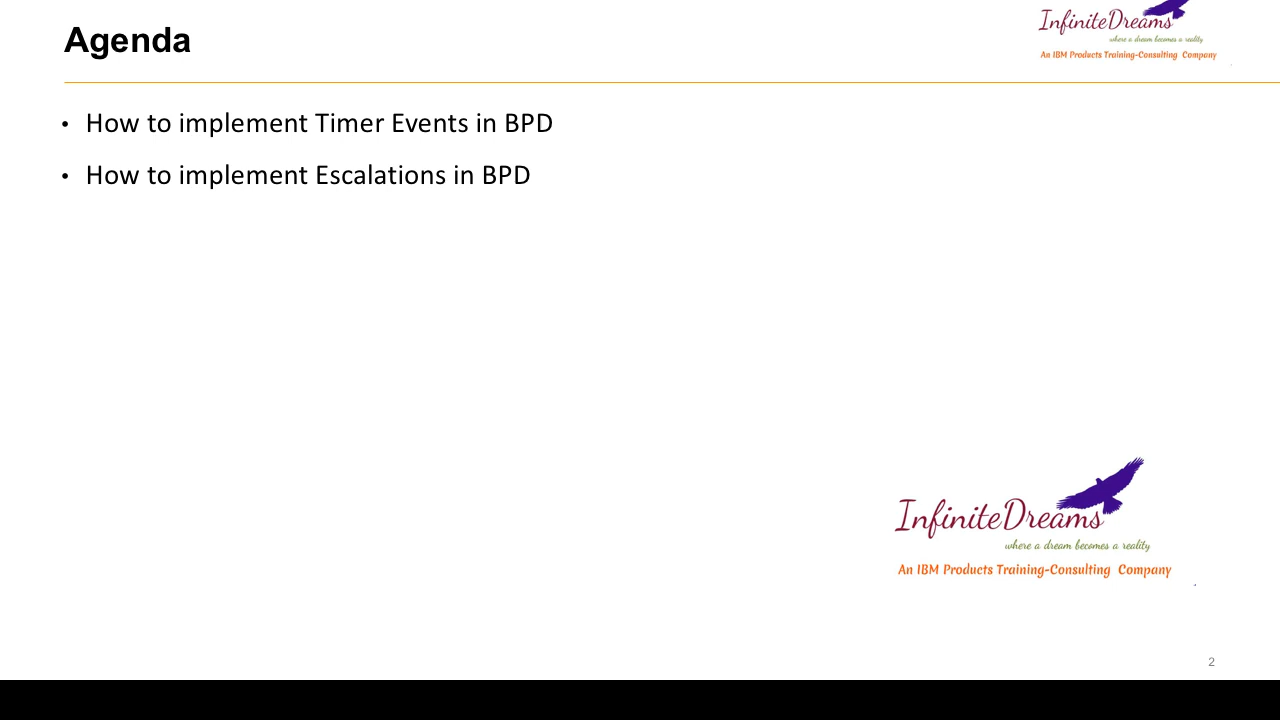 Agenda
InfiniteDreams
where a dream becomes a reality
An IBM Products Training-Consulting Company
• How to implement Timer Events in BPD
• How to implement Escalations in BPD
InfiniteDreams
where a dream becomes a reality
An IBM Products Training-Consulting Company
2